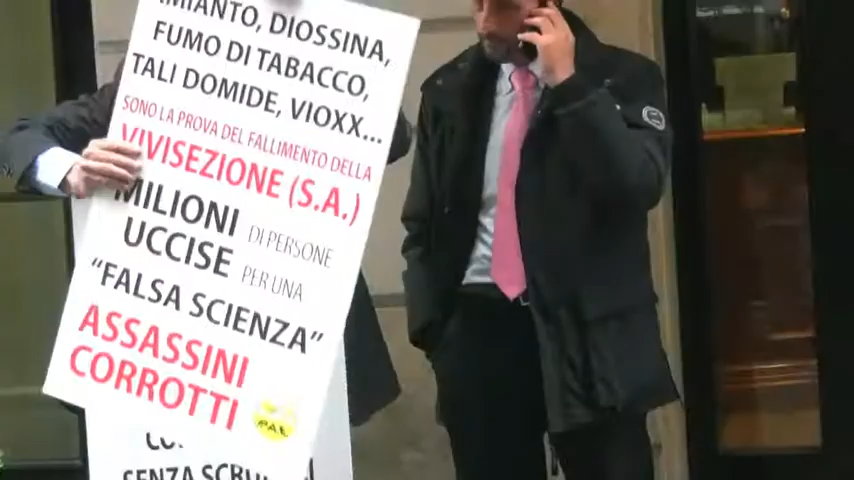 AMIANTO, DIOSSINA,
FUMO DI TABACCO,
TALI DOMIDE, VIOXX...
SONO LA PROVA DEL FALLIMENTO DELLA
VIVISEZIONE (S.A.)
MILIONI DI PERSONE
UCCISE PER UNA
"FALSA SCIENZA"
ASSASSINI
CORROTTI
PAE
SENZA